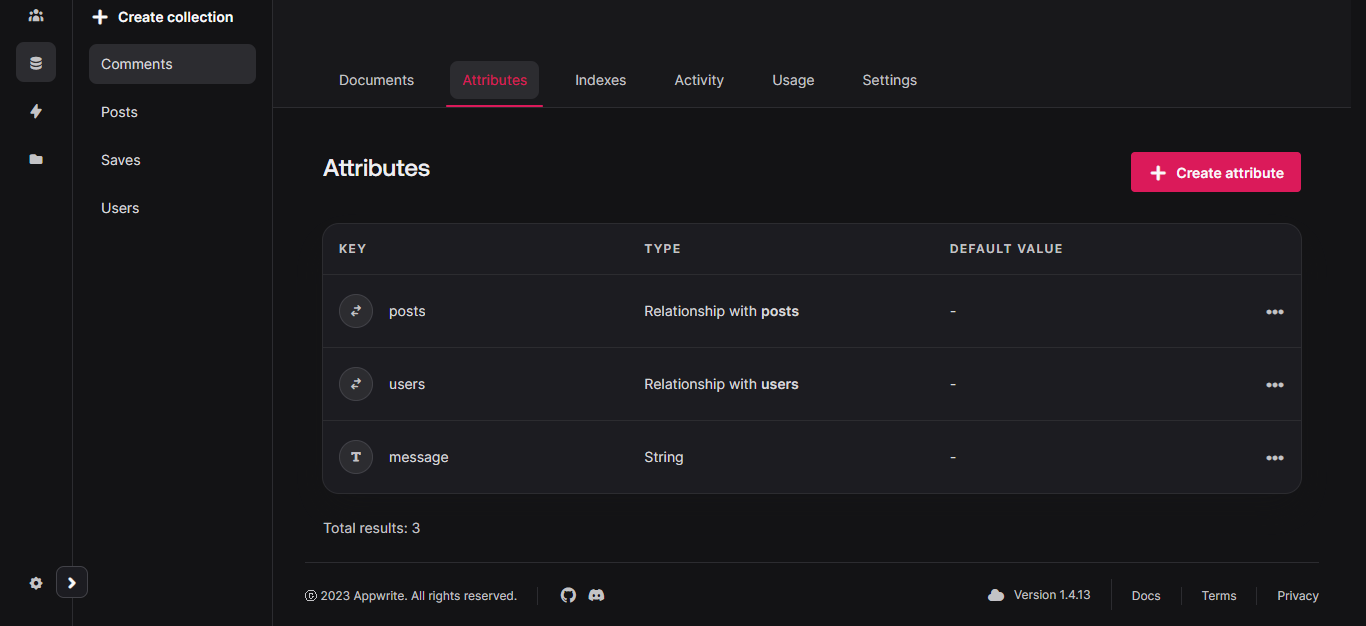 Create collection
Comments
Posts
Saves
Users
Documents Attributes Indexes Activity Usage Settings
Attributes
Create attribute
KEY TYPE DEFAULT VALUE
posts Relationship with posts -
users Relationship with users -
message String -
Total results: 3
© 2023 Appwrite. All rights reserved. Version 1.4.13 Docs Terms Privacy